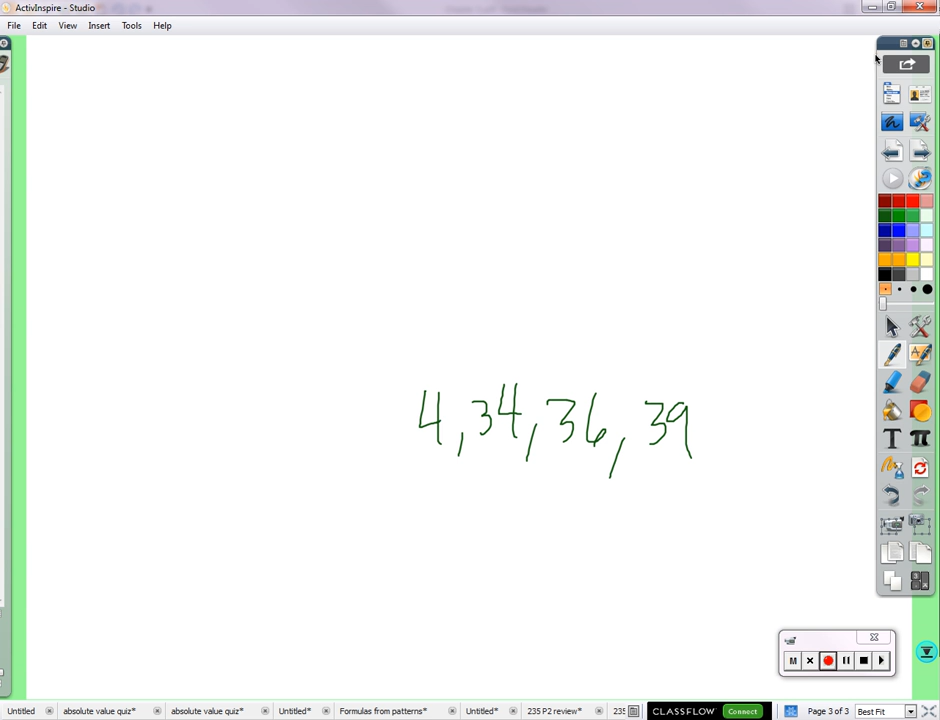 ActivInspire - Studio
File Edit View Insert Tools Help
4, 34, 36, 39
Untitled absolute value quiz* absolute value quiz* Untitled* Formulas from patterns* Untitled* 235 P2 review* 235 CLASSFLOW Connect Page 3 of 3 Best Fit